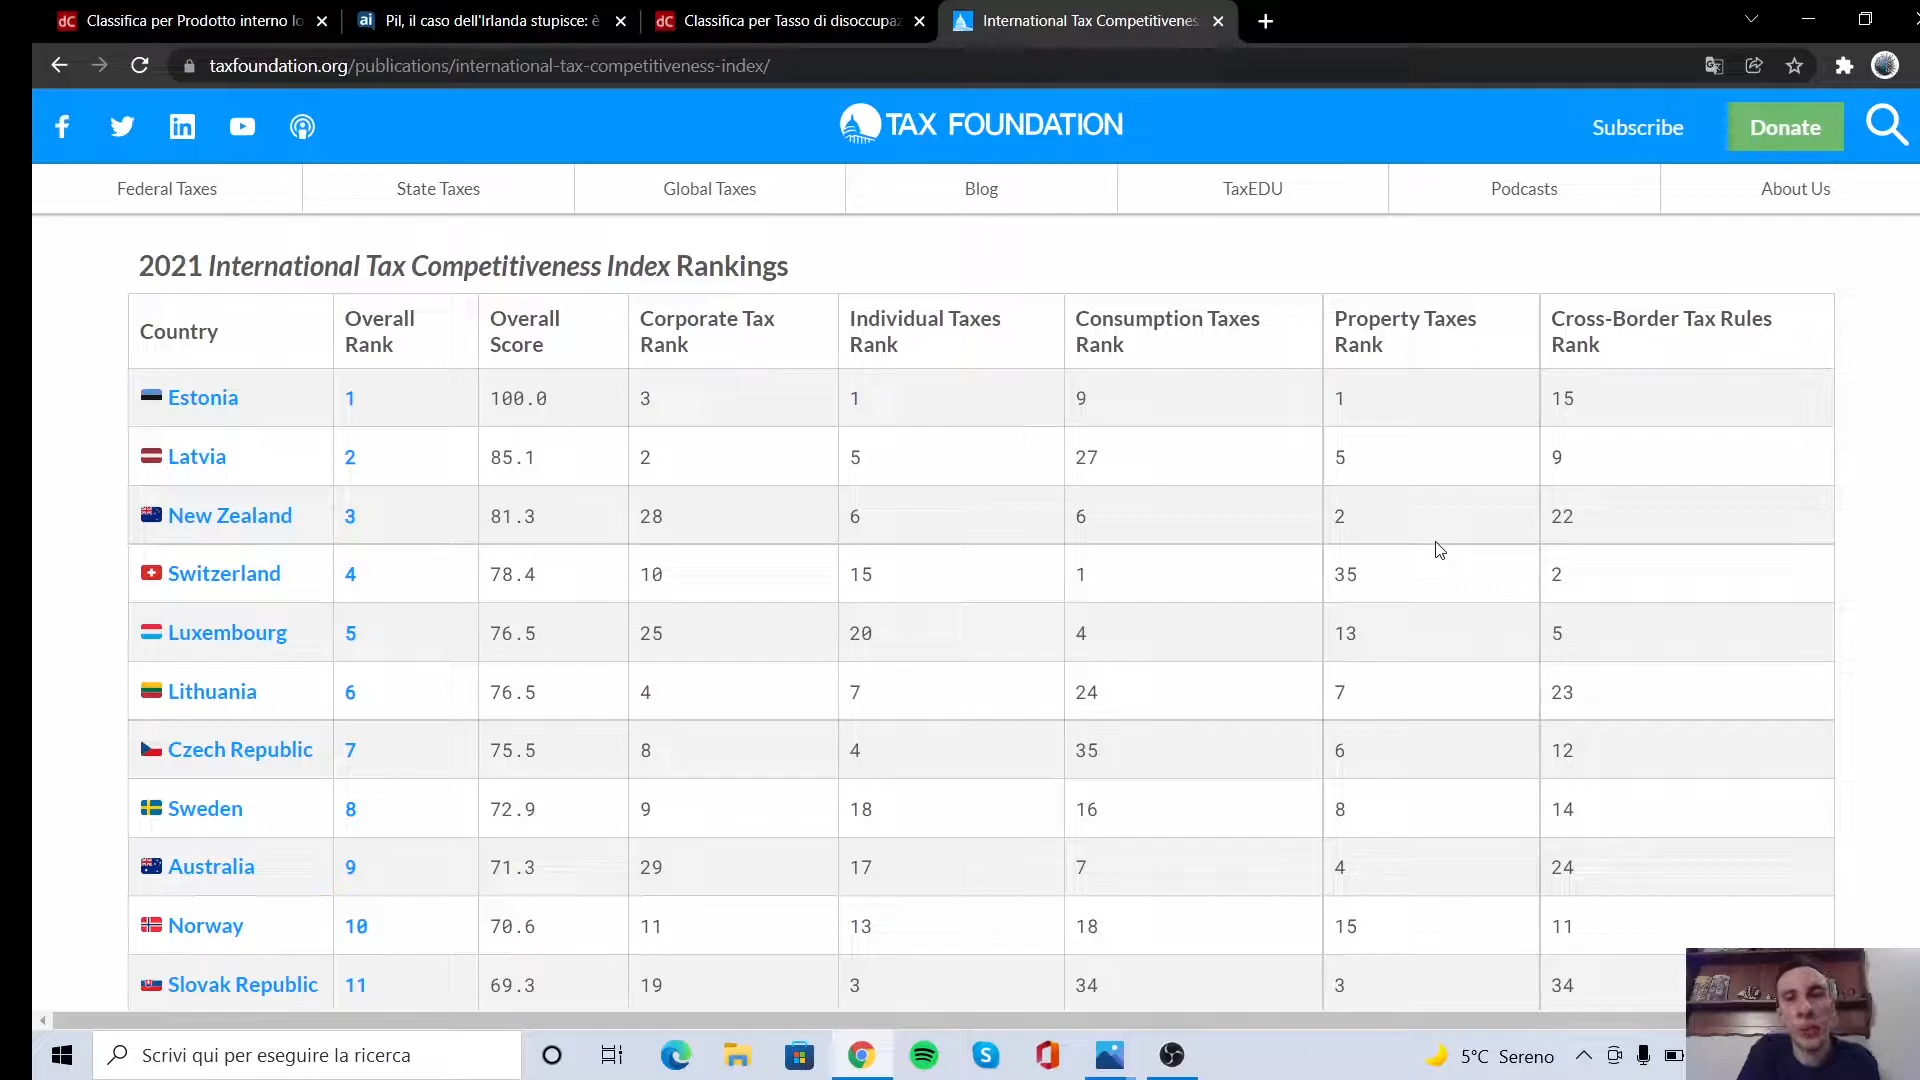 Classifica per Prodotto interno lo
Pil, il caso dell'Irlanda stupisce: è
Classifica per Tasso di disoccupaz
International Tax Competitivenes
taxfoundation.org/publications/international-tax-competitiveness-index/
TAX FOUNDATION
Subscribe
Donate
Federal Taxes
State Taxes
Global Taxes
Blog
TaxEDU
Podcasts
About Us
2021 International Tax Competitiveness Index Rankings
Country Overall Rank Overall Score Corporate Tax Rank Individual Taxes Rank Consumption Taxes Rank Property Taxes Rank Cross-Border Tax Rules Rank
Estonia 1 100.0 3 1 9 1 15
Latvia 2 85.1 2 5 27 5 9
New Zealand 3 81.3 28 6 6 2 22
Switzerland 4 78.4 10 15 1 35 2
Luxembourg 5 76.5 25 20 4 13 5
Lithuania 6 76.5 4 7 24 7 23
Czech Republic 7 75.5 8 4 35 6 12
Sweden 8 72.9 9 18 16 8 14
Australia 9 71.3 29 17 7 4 24
Norway 10 70.6 11 13 18 15 11
Slovak Republic 11 69.3 19 3 34 3 34
Scrivi qui per eseguire la ricerca
5°C Sereno